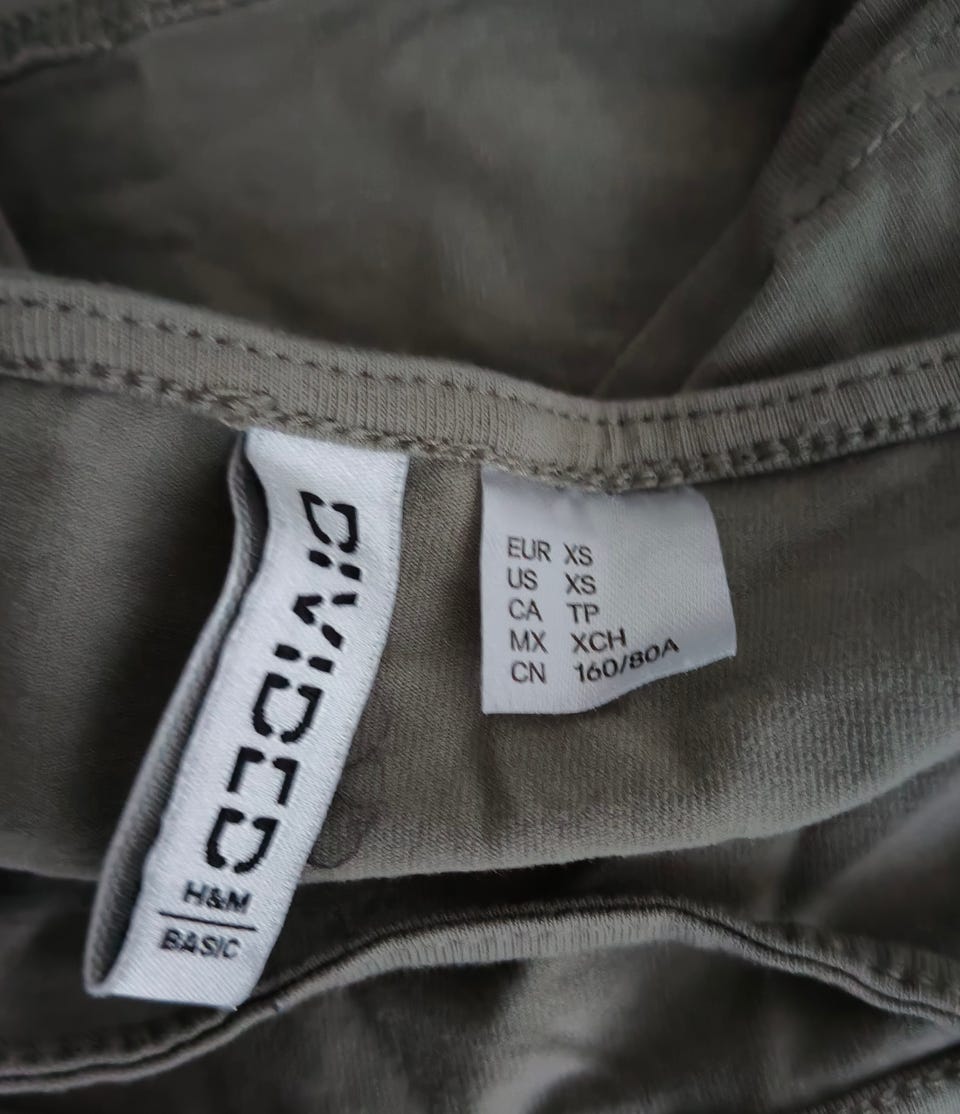 DIVIDED
H&M
BASIC
EUR XS
US XS
CA TP
MX XCH
CN 160/80A